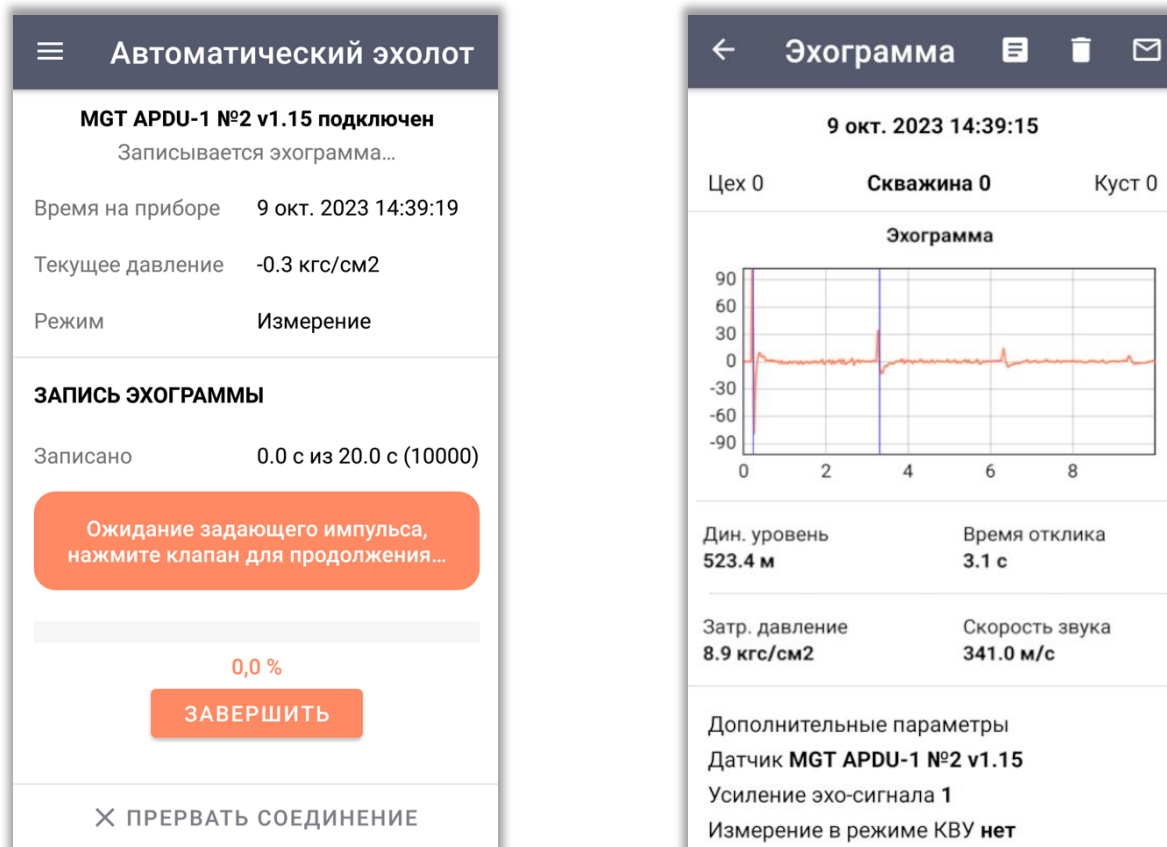 Автоматический эхолот
MGT APDU-1 №2 v1.15 подключен
Записывается эхограмма…
Время на приборе 9 окт. 2023 14:39:19
Текущее давление -0.3 кгс/см2
Режим Измерение
ЗАПИСЬ ЭХОГРАММЫ
Записано 0.0 с из 20.0 с (10000)
Ожидание задающего импульса,
нажмите клапан для продолжения…
0,0 %
ЗАВЕРШИТЬ
ПРЕРВАТЬ СОЕДИНЕНИЕ
Эхограмма
9 окт. 2023 14:39:15
Цех 0 Скважина 0 Куст 0
Эхограмма
90
60
30
0
-30
-60
-90
0 2 4 6 8
Дин. уровень Время отклика
523.4 м 3.1 с
Затр. давление Скорость звука
8.9 кгс/см2 341.0 м/с
Дополнительные параметры
Датчик MGT APDU-1 №2 v1.15
Усиление эхо-сигнала 1
Измерение в режиме КВУ нет